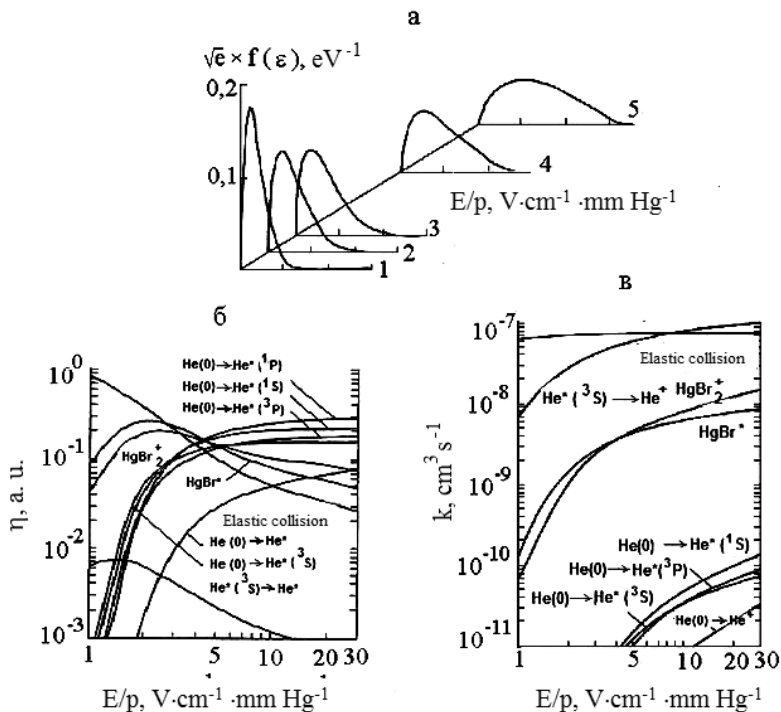 а
√e × f(ε), eV⁻¹
0,2
0,1
5
4
3
2
1
E/p, V·cm⁻¹ ·mm Hg⁻¹
б
10⁰
10⁻¹
10⁻²
10⁻³
η, a. u.
He(0)→He* (¹P)
He(0)→He* (¹S)
He(0)→He* (³P)
HgBr₂⁺
HgBr*
Elastic collision
He (0)→He*
He (0)→He* (³S)
He* (³S)→He*
1
5
10
20
30
E/p, V·cm⁻¹ ·mm Hg⁻¹
в
10⁻⁷
10⁻⁸
10⁻⁹
10⁻¹⁰
10⁻¹¹
k, cm³ s⁻¹
Elastic collision
He* (³S) →He⁺
HgBr₂⁺
HgBr*
He(0) →He* (¹S)
He(0)→He*(³P)
He(0)→He* (³S)
He(0)→He⁺
1
5
10
30
E/p, V·cm⁻¹ ·mm Hg⁻¹